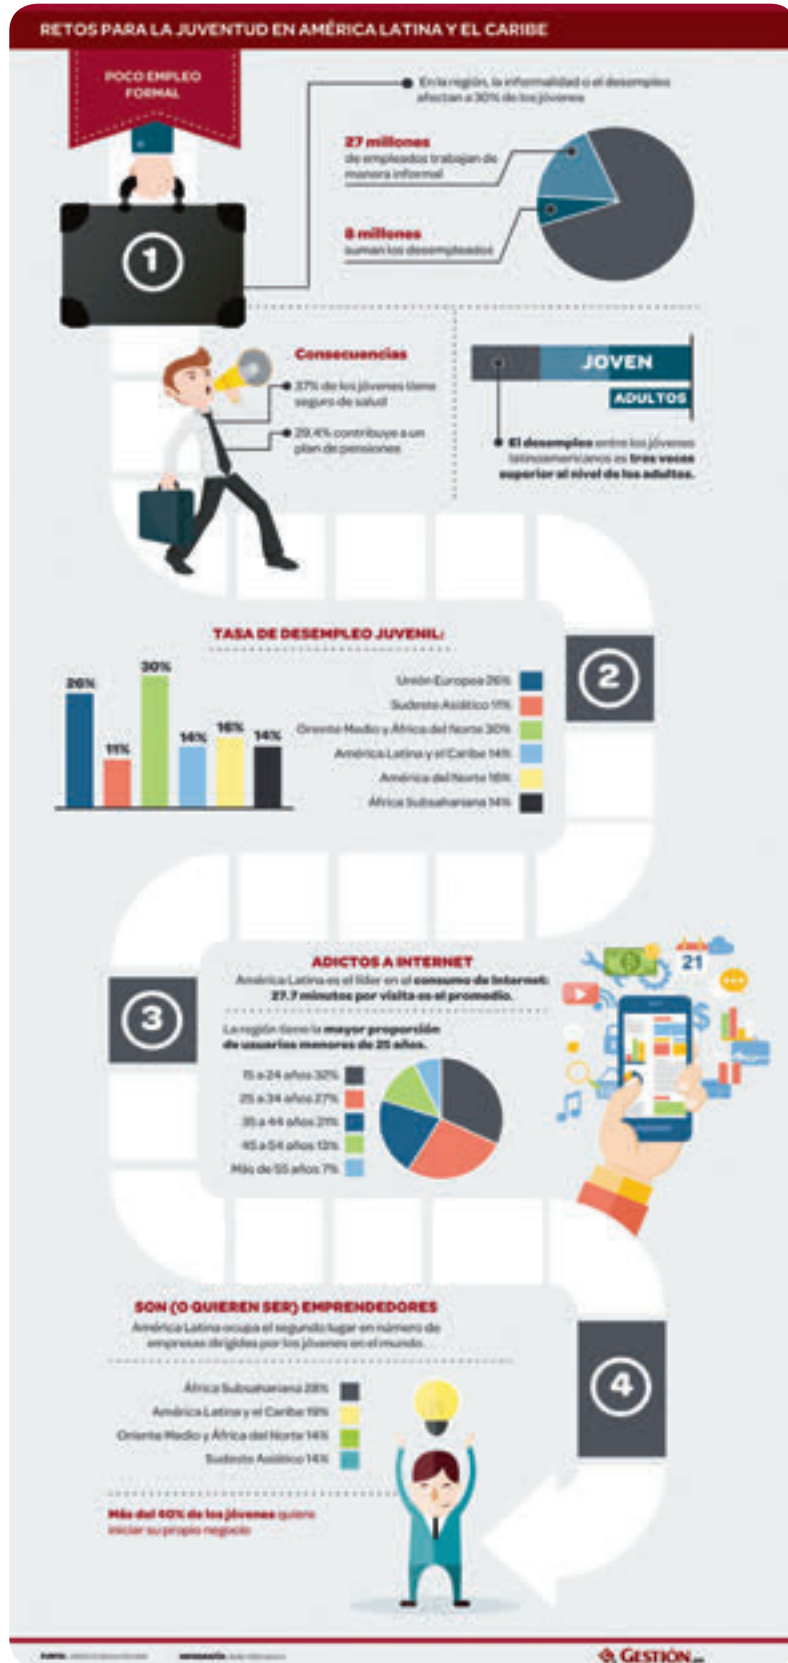 RETOS PARA LA JUVENTUD EN AMÉRICA LATINA Y EL CARIBE
POCO EMPLEO
FORMAL
En la región, la informalidad o el desempleo
afectan a 30% de los jóvenes
27 millones
de empleados trabajan de
manera informal
8 millones
suman los desempleados
1
Consecuencias
37% de los jóvenes tiene
seguro de salud
29.4% contribuye a un
plan de pensiones
JOVEN
ADULTOS
El desempleo entre los jóvenes
latinoamericanos es tres veces
superior al nivel de los adultos.
TASA DE DESEMPLEO JUVENIL:
2
26%
11%
30%
14%
16%
14%
Unión Europea 26%
Sudeste Asiático 11%
Oriente Medio y África del Norte 30%
América Latina y el Caribe 14%
América del Norte 16%
África Subsahariana 14%
3
ADICTOS A INTERNET
América Latina es el líder en el consumo de Internet:
27.7 minutos por visita es el promedio.
La región tiene la mayor proporción
de usuarios menores de 25 años.
15 a 24 años 32%
25 a 34 años 27%
35 a 44 años 21%
45 a 54 años 13%
Más de 55 años 7%
21
SON (O QUIEREN SER) EMPRENDEDORES
América Latina ocupa el segundo lugar en número de
empresas dirigidas por los jóvenes en el mundo.
4
África Subsahariana 28%
América Latina y el Caribe 19%
Oriente Medio y África del Norte 14%
Sudeste Asiático 14%
Más del 40% de los jóvenes quiere
iniciar su propio negocio
GESTIÓN